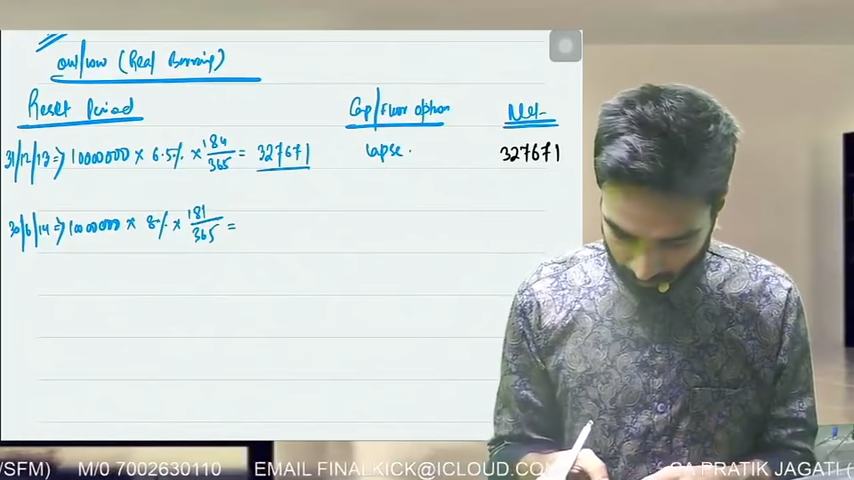 outflow (Real Borrowing)
Reset Period Cap/Floor option Net
31/12/13 ⇒ 10000000 × 6.5% × 184/365 = 327671 lapse. 327671
30/6/14 ⇒ 10000000 × 8% × 181/365 =
/SFM) M/0 7002630110 EMAIL FINALKICK@ICLOUD.COM CA PRATIK JAGATI (